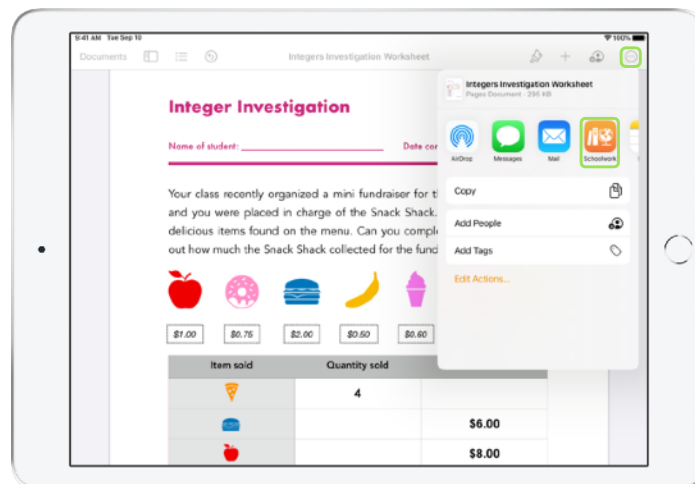 9:41 AM Tue Sep 10
100%
Documents
Integers Investigation Worksheet
Integers Investigation Worksheet
Pages Document · 295 KB
AirDrop Messages Mail Schoolwork
Copy
Add People
Add Tags
Edit Actions...
Integer Investigation
Name of student:
Date co
Your class recently organized a mini fundraiser for
and you were placed in charge of the Snack Shack.
delicious items found on the menu. Can you compl
out how much the Snack Shack collected for the fund
$1.00 $0.75 $2.00 $0.50 $0.60
Item sold Quantity sold
4
$6.00
$8.00